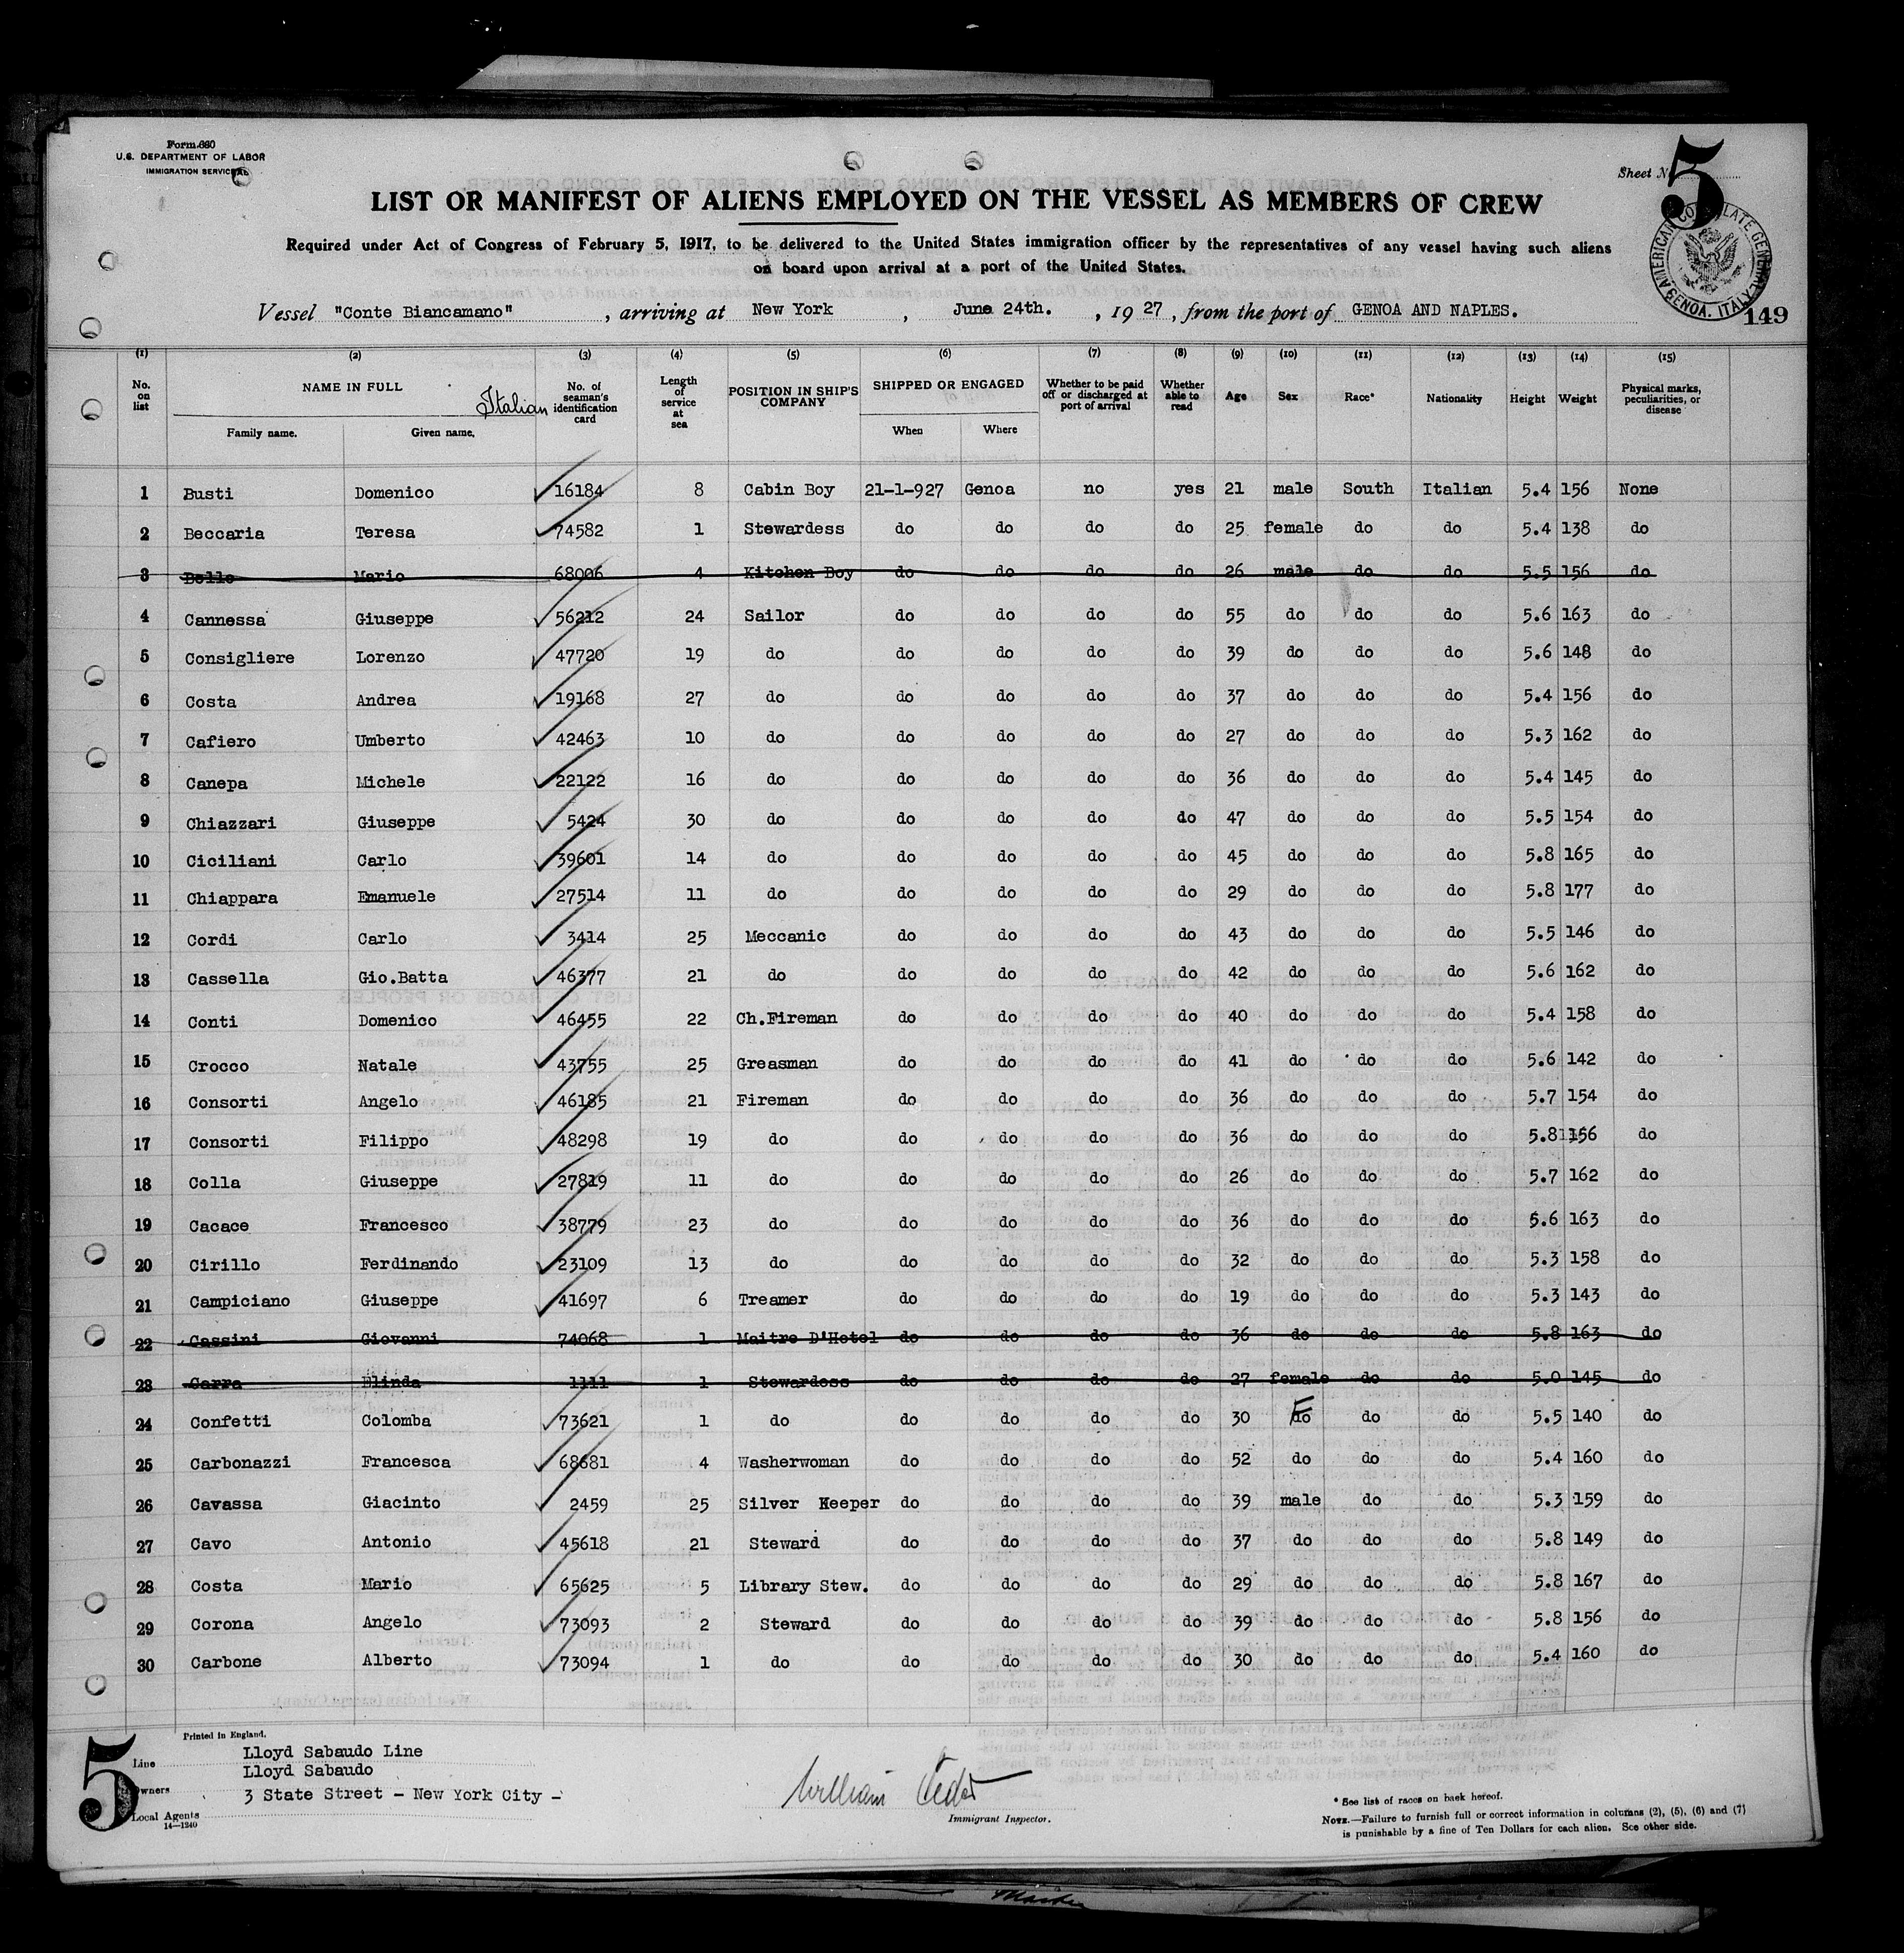 Form 680
U.S. DEPARTMENT OF LABOR
IMMIGRATION SERVICE
Sheet No. 5
LIST OR MANIFEST OF ALIENS EMPLOYED ON THE VESSEL AS MEMBERS OF CREW
Required under Act of Congress of February 5, 1917, to be delivered to the United States immigration officer by the representatives of any vessel having such aliens
on board upon arrival at a port of the United States.
AMERICAN CONSULATE GENERAL GENOA. ITALY
Vessel "Conte Biancamano", arriving at New York, June 24th., 1927, from the port of GENOA AND NAPLES.
149
(1) (2) (3) (4) (5) (6) (7) (8) (9) (10) (11) (12) (13) (14) (15)
No. on list NAME IN FULL Italian No. of seaman's identification card Length of service at sea POSITION IN SHIP'S COMPANY SHIPPED OR ENGAGED Whether to be paid off or discharged at port of arrival Whether able to read Age Sex Race* Nationality Height Weight Physical marks, peculiarities, or disease
Family name. Given name. When Where
1 Busti Domenico 16184 8 Cabin Boy 21-1-927 Genoa no yes 21 male South Italian 5.4 156 None
2 Beccaria Teresa 74582 1 Stewardess do do do do 25 female do do 5.4 138 do
3 Bello Mario 68006 4 Kitchen Boy do do do do 26 male do do 5.5 156 do
4 Cannessa Giuseppe 56212 24 Sailor do do do do 55 do do do 5.6 163 do
5 Consigliere Lorenzo 47720 19 do do do do do 39 do do do 5.6 148 do
6 Costa Andrea 19168 27 do do do do do 37 do do do 5.4 156 do
7 Cafiero Umberto 42463 10 do do do do do 27 do do do 5.3 162 do
8 Canepa Michele 22122 16 do do do do do 36 do do do 5.4 145 do
9 Chiazzari Giuseppe 5424 30 do do do do do 47 do do do 5.5 154 do
10 Ciciliani Carlo 39601 14 do do do do do 45 do do do 5.8 165 do
11 Chiappara Emanuele 27514 11 do do do do do 29 do do do 5.8 177 do
12 Cordi Carlo 3414 25 Meccanic do do do do 43 do do do 5.5 146 do
13 Cassella Gio.Batta 46377 21 do do do do do 42 do do do 5.6 162 do
14 Conti Domenico 46455 22 Ch.Fireman do do do do 40 do do do 5.4 158 do
15 Crocco Natale 43755 25 Greasman do do do do 41 do do do 5.6 142 do
16 Consorti Angelo 46185 21 Fireman do do do do 36 do do do 5.7 154 do
17 Consorti Filippo 48298 19 do do do do do 36 do do do 5.8 156 do
18 Colla Giuseppe 27819 11 do do do do do 26 do do do 5.7 162 do
19 Cacace Francesco 38779 23 do do do do do 36 do do do 5.6 163 do
20 Cirillo Ferdinando 23109 13 do do do do do 32 do do do 5.3 158 do
21 Campiciano Giuseppe 41697 6 Treamer do do do do 19 do do do 5.3 143 do
22 Cassini Giovanni 74068 1 Maitre D'Hotel do do do do 36 do do do 5.8 163 do
23 Carra Elinda 1111 1 Stewardess do do do do 27 female do do 5.0 145 do
24 Confetti Colomba 73621 1 do do do do do 30 do F do do 5.5 140 do
25 Carbonazzi Francesca 68681 4 Washerwoman do do do do 52 do do do 5.4 160 do
26 Cavassa Giacinto 2459 25 Silver Keeper do do do do 39 male do do 5.3 159 do
27 Cavo Antonio 45618 21 Steward do do do do 37 do do do 5.8 149 do
28 Costa Mario 65625 5 Library Stew. do do do do 29 do do do 5.8 167 do
29 Corona Angelo 73093 2 Steward do do do do 39 do do do 5.8 156 do
30 Carbone Alberto 73094 1 do do do do do 30 do do do 5.4 160 do
Printed in England.
5
Line Lloyd Sabaudo Line
Owners Lloyd Sabaudo
Local Agents 3 State Street - New York City -
14-1240
William
Immigrant Inspector.
* See list of races on back hereof.
NOTE.—Failure to furnish full or correct information in columns (2), (5), (6) and (7)
is punishable by a fine of Ten Dollars for each alien. See other side.